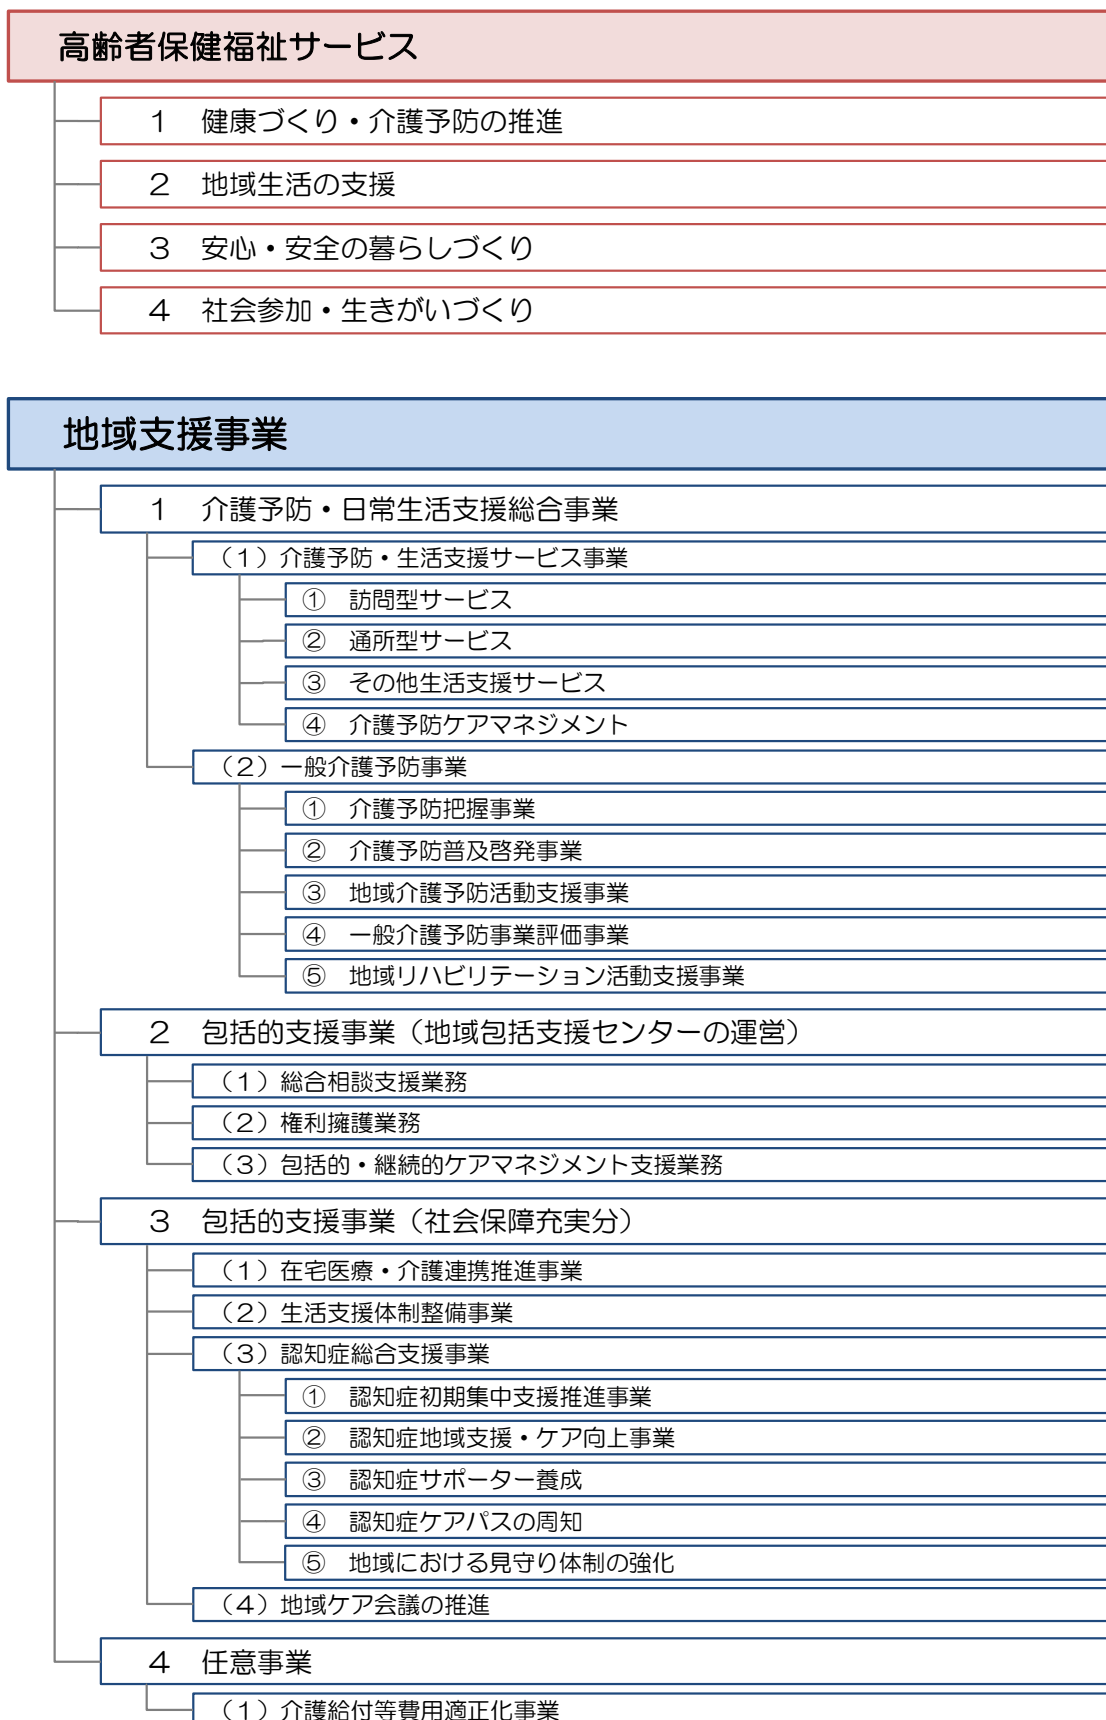 高齢者保健福祉サービス
１　健康づくり・介護予防の推進
２　地域生活の支援
３　安心・安全の暮らしづくり
４　社会参加・生きがいづくり
地域支援事業
１　介護予防・日常生活支援総合事業
（１）介護予防・生活支援サービス事業
①　訪問型サービス
②　通所型サービス
③　その他生活支援サービス
④　介護予防ケアマネジメント
（２）一般介護予防事業
①　介護予防把握事業
②　介護予防普及啓発事業
③　地域介護予防活動支援事業
④　一般介護予防事業評価事業
⑤　地域リハビリテーション活動支援事業
２　包括的支援事業（地域包括支援センターの運営）
（１）総合相談支援業務
（２）権利擁護業務
（３）包括的・継続的ケアマネジメント支援業務
３　包括的支援事業（社会保障充実分）
（１）在宅医療・介護連携推進事業
（２）生活支援体制整備事業
（３）認知症総合支援事業
①　認知症初期集中支援推進事業
②　認知症地域支援・ケア向上事業
③　認知症サポーター養成
④　認知症ケアパスの周知
⑤　地域における見守り体制の強化
（４）地域ケア会議の推進
４　任意事業
（１）介護給付等費用適正化事業